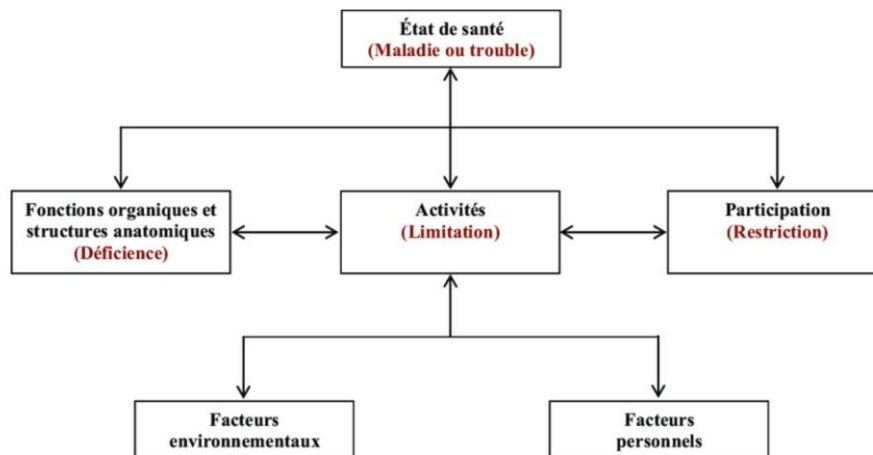 État de santé
(Maladie ou trouble)
Fonctions organiques et
structures anatomiques
(Déficience)
Activités
(Limitation)
Participation
(Restriction)
Facteurs
environnementaux
Facteurs
personnels